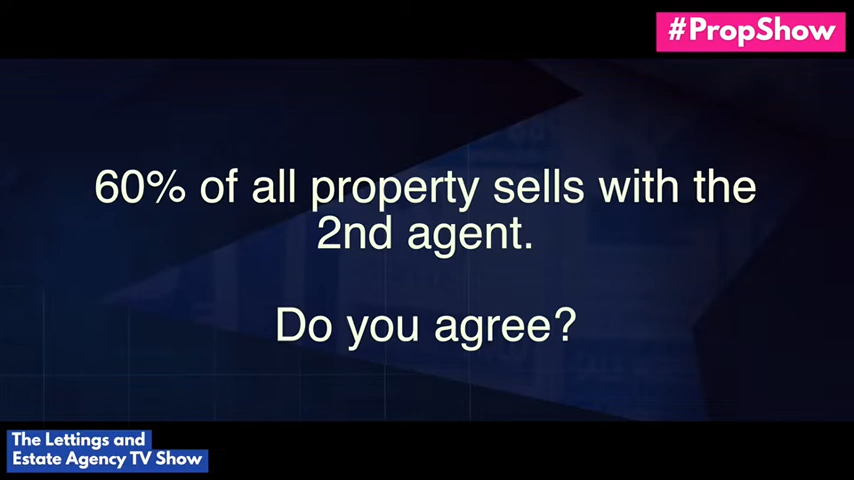 #PropShow
60% of all property sells with the
2nd agent.
Do you agree?
The Lettings and
Estate Agency TV Show